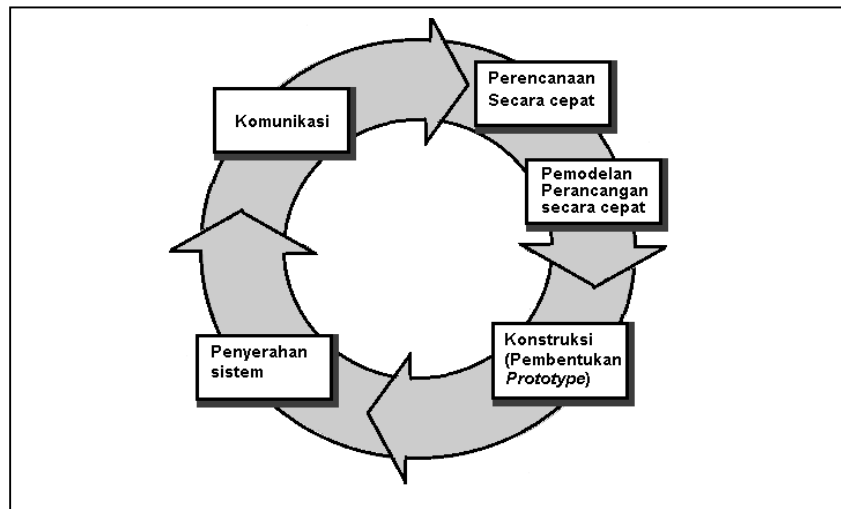 Komunikasi
Perencanaan
Secara cepat
Pemodelan
Perancangan
secara cepat
Konstruksi
(Pembentukan
Prototype)
Penyerahan
sistem